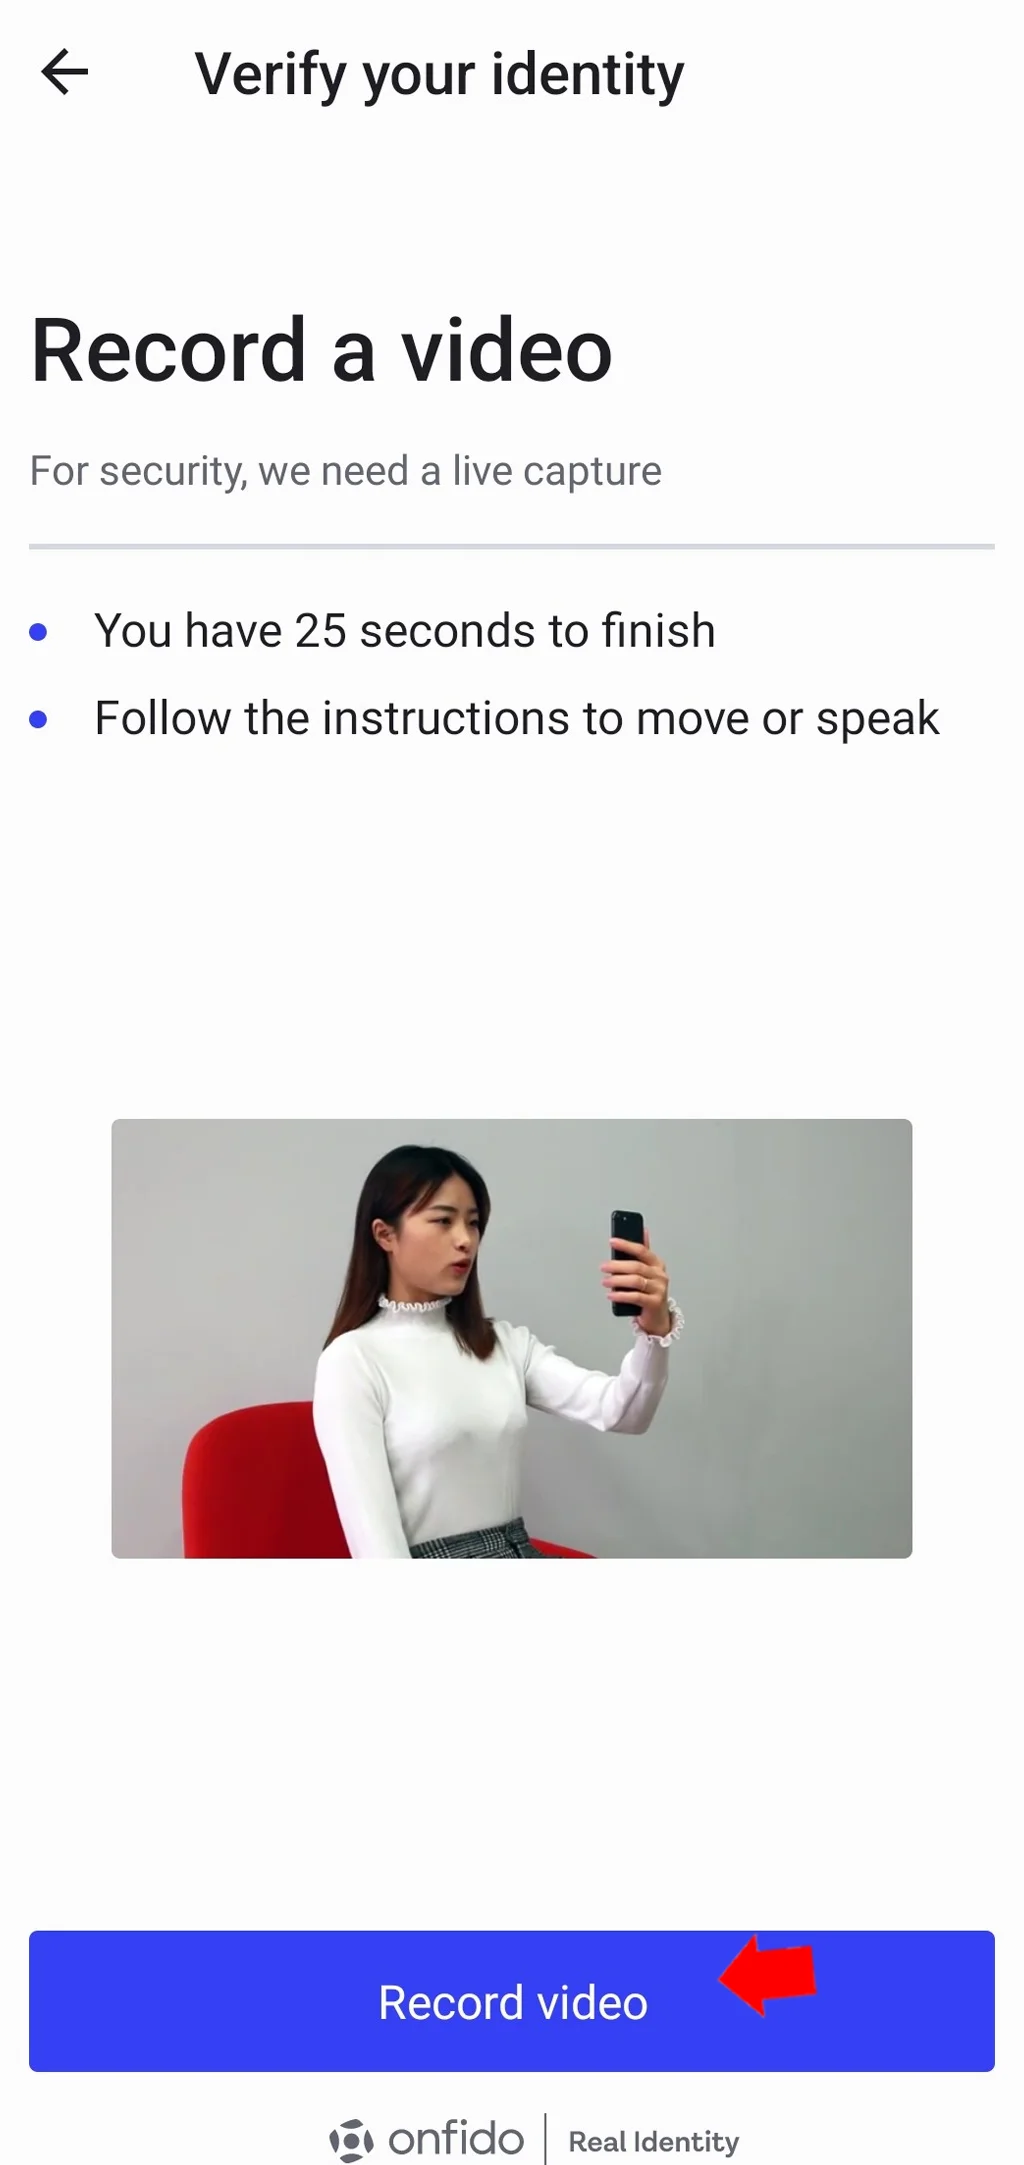 Verify your identity
Record a video
For security, we need a live capture
You have 25 seconds to finish
Follow the instructions to move or speak
Record video
onfido | Real Identity